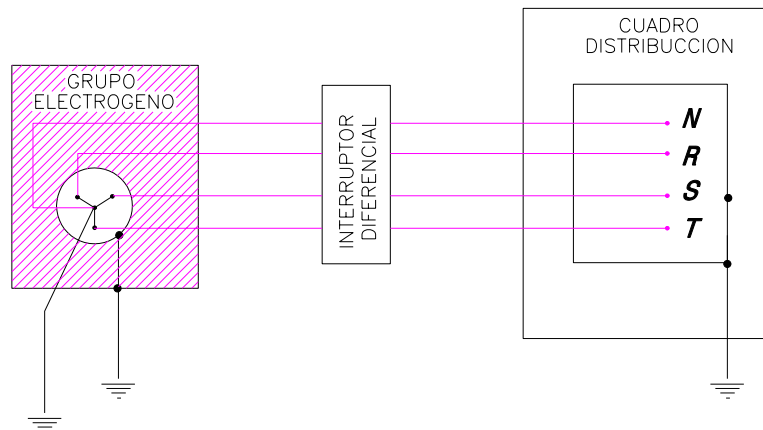 CUADRO
DISTRIBUCCION
GRUPO
ELECTROGENO
INTERRUPTOR
DIFERENCIAL
N
R
S
T